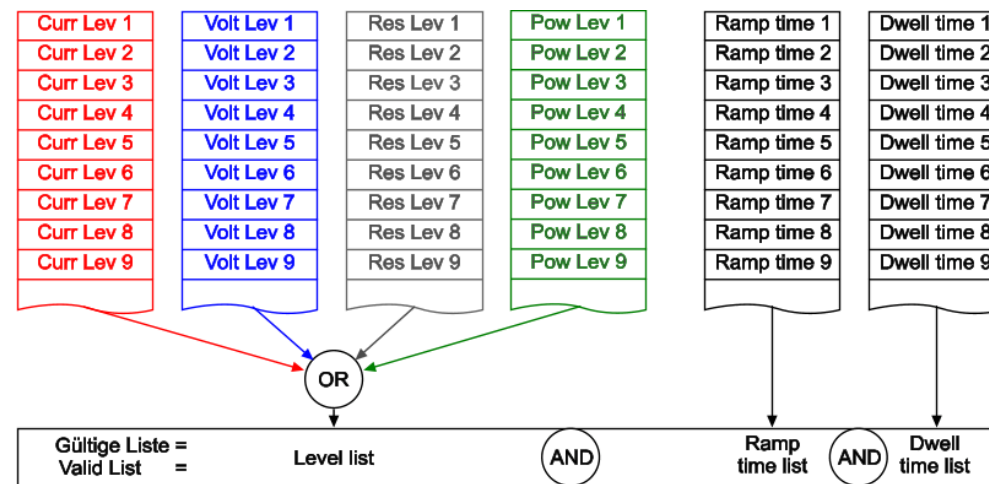 Curr Lev 1 Volt Lev 1 Res Lev 1 Pow Lev 1 Ramp time 1 Dwell time 1
Curr Lev 2 Volt Lev 2 Res Lev 2 Pow Lev 2 Ramp time 2 Dwell time 2
Curr Lev 3 Volt Lev 3 Res Lev 3 Pow Lev 3 Ramp time 3 Dwell time 3
Curr Lev 4 Volt Lev 4 Res Lev 4 Pow Lev 4 Ramp time 4 Dwell time 4
Curr Lev 5 Volt Lev 5 Res Lev 5 Pow Lev 5 Ramp time 5 Dwell time 5
Curr Lev 6 Volt Lev 6 Res Lev 6 Pow Lev 6 Ramp time 6 Dwell time 6
Curr Lev 7 Volt Lev 7 Res Lev 7 Pow Lev 7 Ramp time 7 Dwell time 7
Curr Lev 8 Volt Lev 8 Res Lev 8 Pow Lev 8 Ramp time 8 Dwell time 8
Curr Lev 9 Volt Lev 9 Res Lev 9 Pow Lev 9 Ramp time 9 Dwell time 9
OR
Gültige Liste =
Valid List =
Level list
AND
Ramp
time list
AND
Dwell
time list